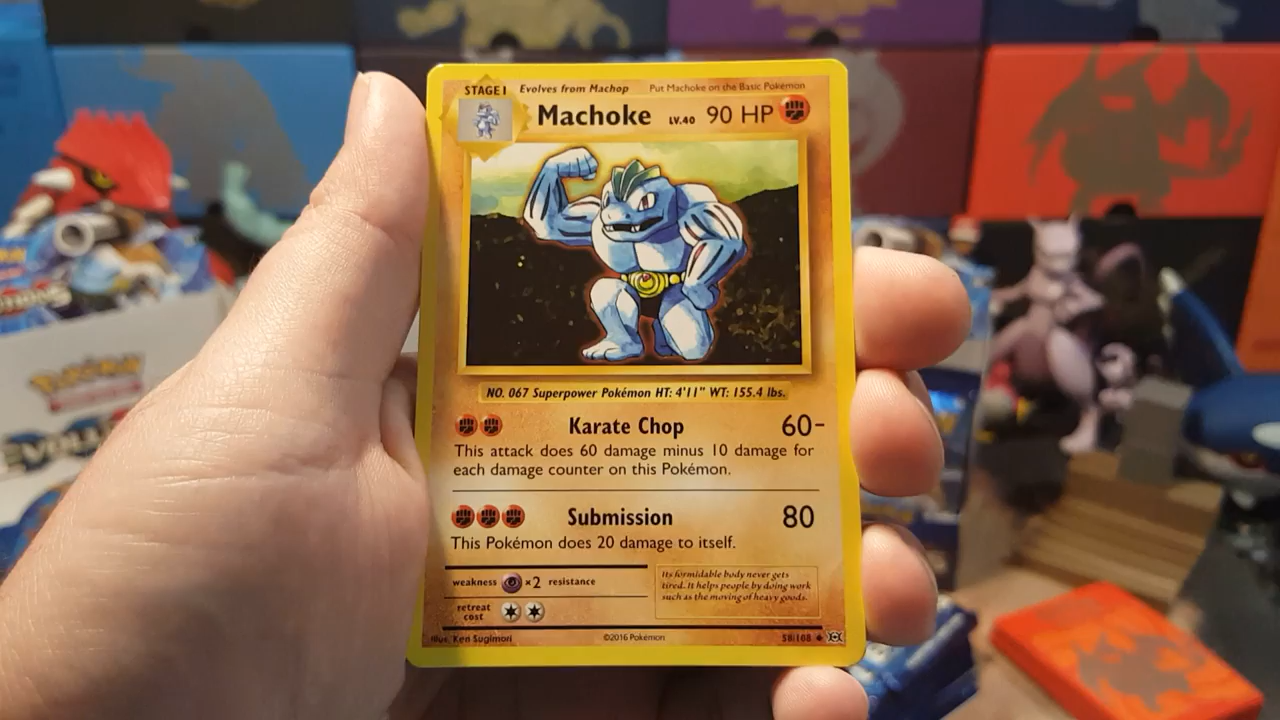 STAGE 1 Evolves from Machop Put Machoke on the Basic Pokémon
Machoke LV.40 90 HP
NO. 067 Superpower Pokémon HT: 4'11" WT: 155.4 lbs.
Karate Chop 60-
This attack does 60 damage minus 10 damage for
each damage counter on this Pokémon.
Submission 80
This Pokémon does 20 damage to itself.
weakness ×2 resistance
retreat
cost
Its formidable body never gets
tired. It helps people by doing work
such as the moving of heavy goods.
Illus. Ken Sugimori ©2016 Pokémon 58/108
POKéMON